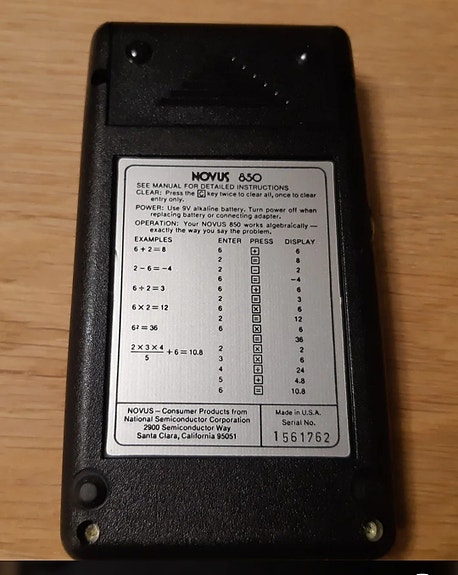 NOVUS 850
SEE MANUAL FOR DETAILED INSTRUCTIONS
CLEAR: Press the C key twice to clear all, once to clear
entry only.
POWER: Use 9V alkaline battery. Turn power off when
replacing battery or connecting adapter.
OPERATION: Your NOVUS 850 works algebraically —
exactly the way you say the problem.
EXAMPLES ENTER PRESS DISPLAY
6 + 2 = 8 6 + 6
2 = 8
2 − 6 = −4 2 − 2
6 = −4
6 ÷ 2 = 3 6 ÷ 6
2 = 3
6 × 2 = 12 6 × 6
2 = 12
6² = 36 6 × 6
= 36
2 × 3 × 4 2 × 2
5 + 6 = 10.8 3 × 6
4 ÷ 24
5 + 4.8
6 = 10.8
NOVUS — Consumer Products from
National Semiconductor Corporation
2900 Semiconductor Way
Santa Clara, California 95051
Made in U.S.A.
Serial No.
1561762